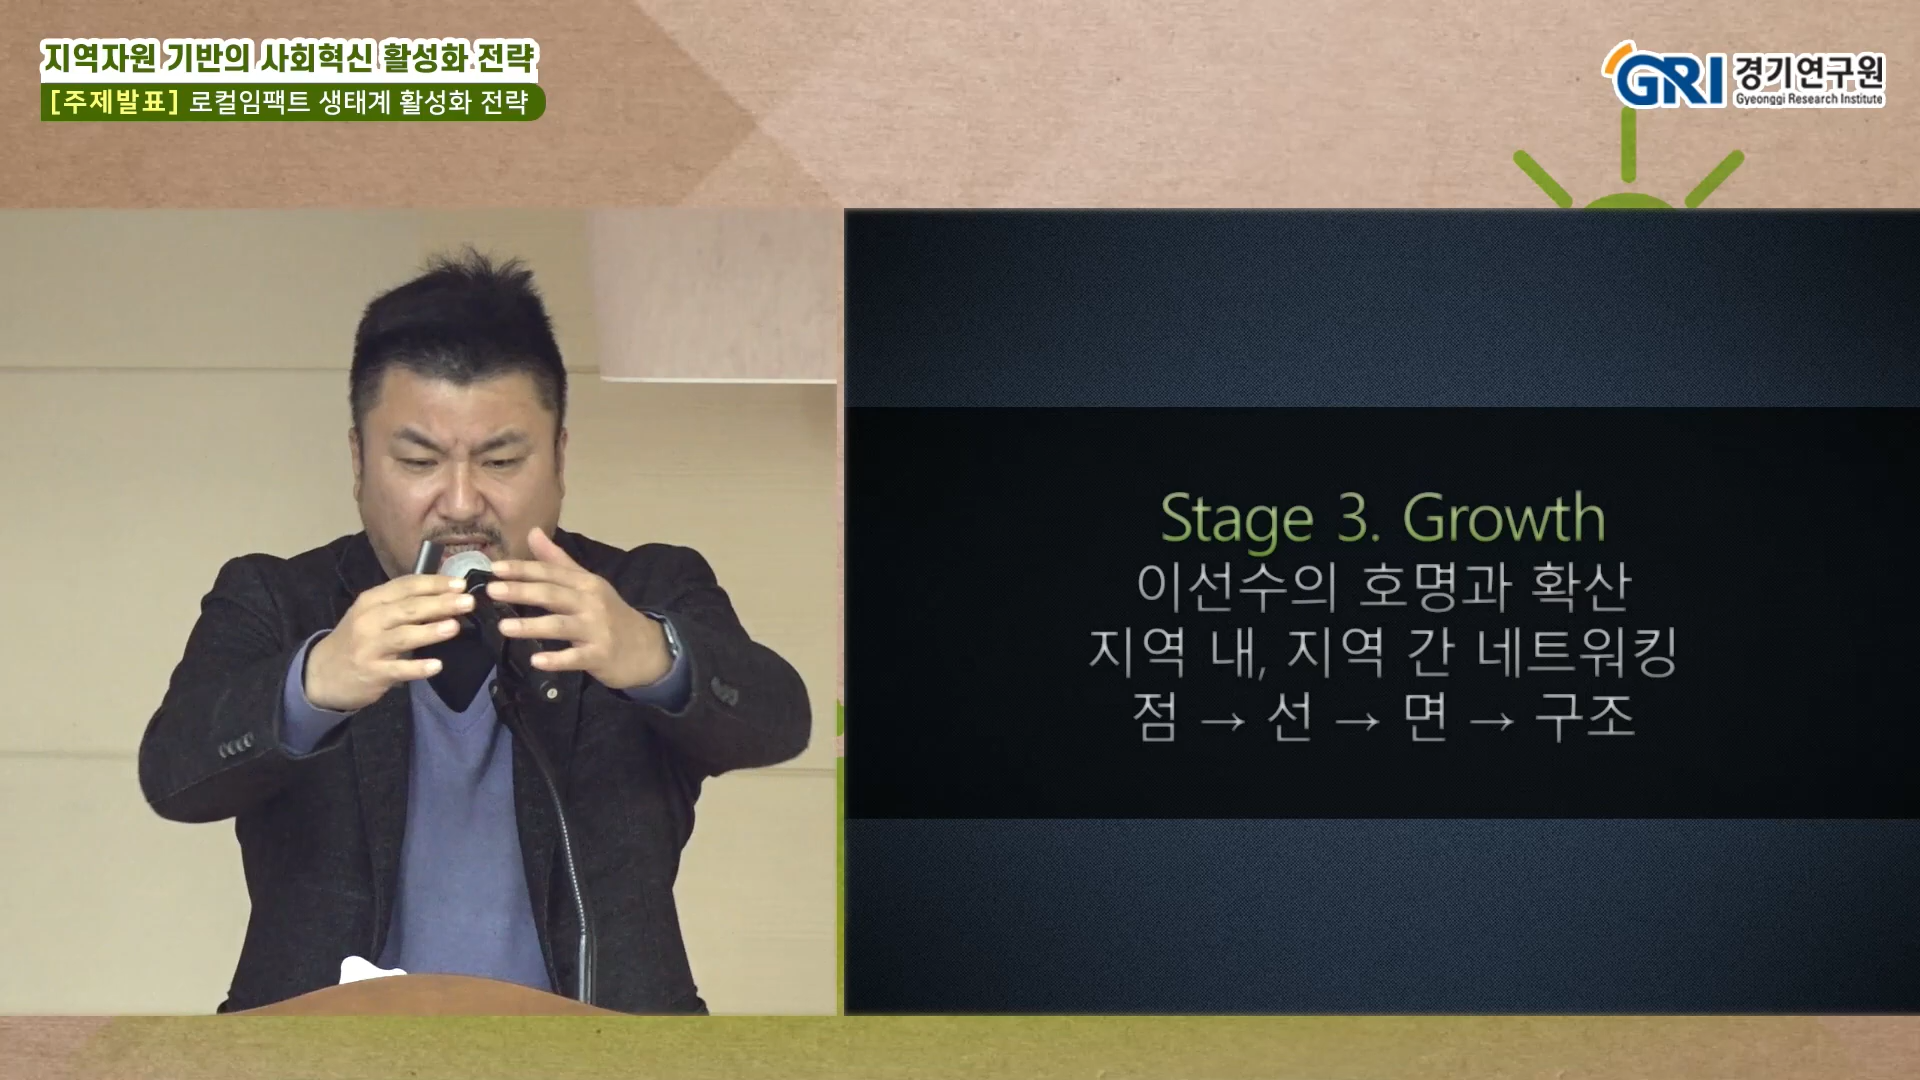 지역자원 기반의 사회혁신 활성화 전략
[주제발표] 로컬임팩트 생태계 활성화 전략
GRI 경기연구원
Gyeonggi Research Institute
Stage 3. Growth
이선수의 호명과 확산
지역 내, 지역 간 네트워킹
점 → 선 → 면 → 구조